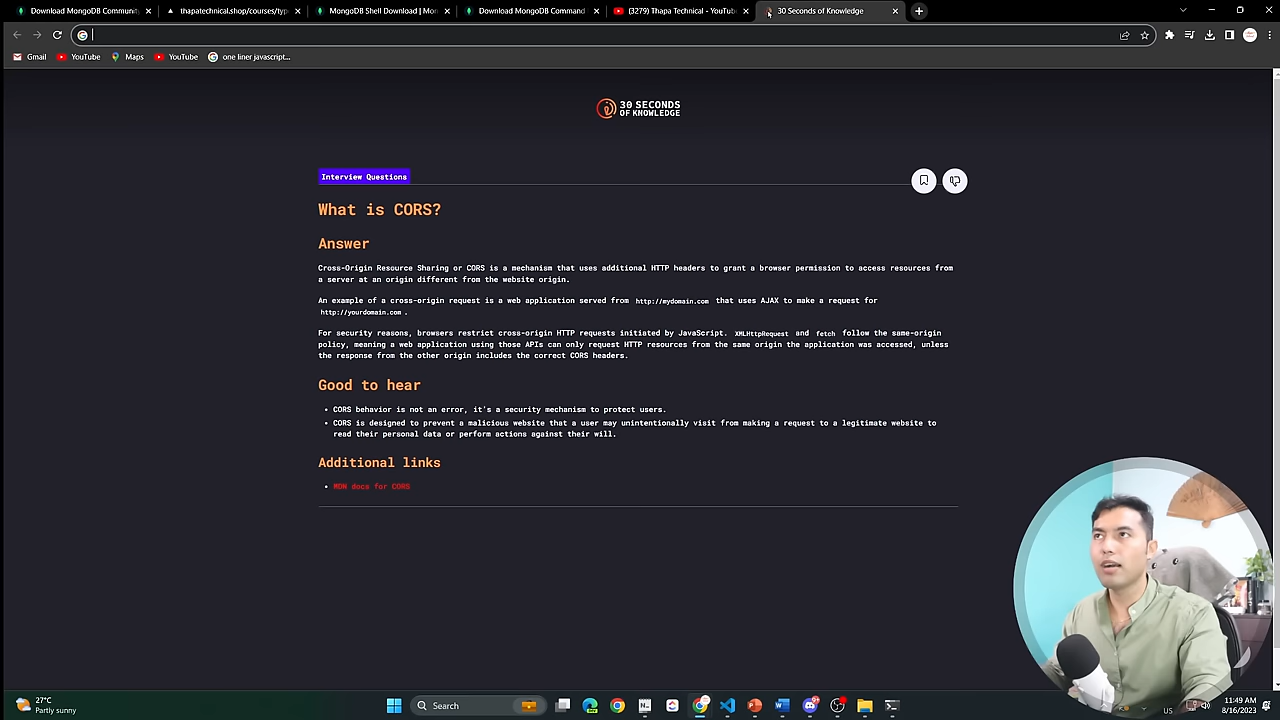 Download MongoDB Communit
thapatechnical.shop/courses/typ
MongoDB Shell Download | Mon
Download MongoDB Command
(3279) Thapa Technical - YouTub
30 Seconds of Knowledge
Gmail
YouTube
Maps
YouTube
one liner javascript...
30 SECONDS
OF KNOWLEDGE
Interview Questions
What is CORS?
Answer
Cross-Origin Resource Sharing or CORS is a mechanism that uses additional HTTP headers to grant a browser permission to access resources from
a server at an origin different from the website origin.
An example of a cross-origin request is a web application served from http://mydomain.com that uses AJAX to make a request for
http://yourdomain.com .
For security reasons, browsers restrict cross-origin HTTP requests initiated by JavaScript. XMLHttpRequest and fetch follow the same-origin
policy, meaning a web application using those APIs can only request HTTP resources from the same origin the application was accessed, unless
the response from the other origin includes the correct CORS headers.
Good to hear
• CORS behavior is not an error, it's a security mechanism to protect users.
• CORS is designed to prevent a malicious website that a user may unintentionally visit from making a request to a legitimate website to
read their personal data or perform actions against their will.
Additional links
• MDN docs for CORS
27°C
Partly sunny
Search
US
11:49 AM
8/16/2023